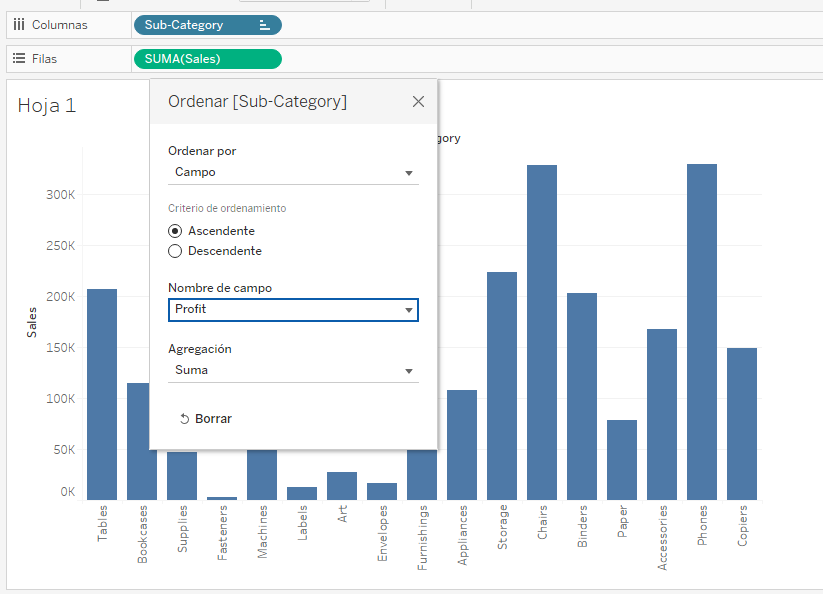 Columnas
Sub-Category
Filas
SUMA(Sales)
Hoja 1
Ordenar [Sub-Category]
gory
Ordenar por
Campo
Criterio de ordenamiento
Ascendente
Descendente
Nombre de campo
Profit
Agregación
Suma
Borrar
Sales
300K
250K
200K
150K
100K
50K
0K
Tables
Bookcases
Supplies
Fasteners
Machines
Labels
Art
Envelopes
Furnishings
Appliances
Storage
Chairs
Binders
Paper
Accessories
Phones
Copiers